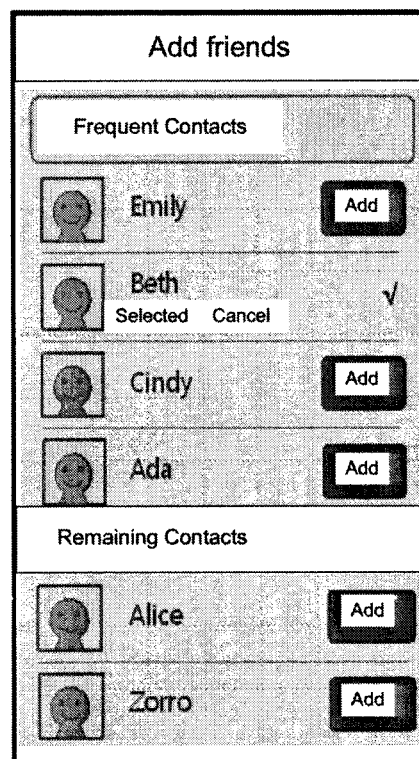 Add friends
Frequent Contacts
Emily Add
Beth √
Selected Cancel
Cindy Add
Ada Add
Remaining Contacts
Alice Add
Zorro Add